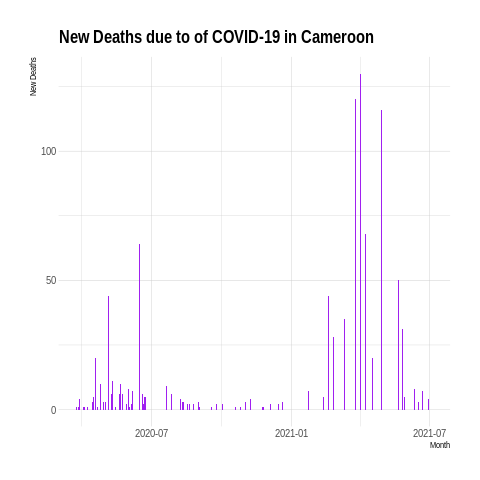 New Deaths due to of COVID-19 in Cameroon
New Deaths
100
50
0
2020-07
2021-01
2021-07
Month